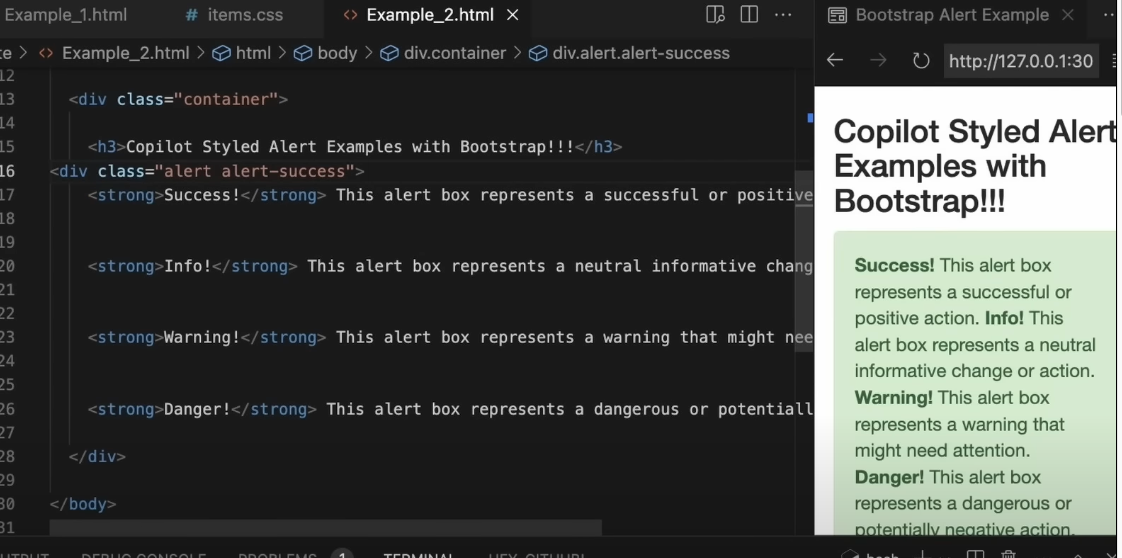 Example_1.html # items.css <> Example_2.html × ··· Bootstrap Alert Example ×
te > <> Example_2.html > html > body > div.container > div.alert.alert-success
http://127.0.0.1:30
12
13 <div class="container">
14
15 <h3>Copilot Styled Alert Examples with Bootstrap!!!</h3>
16 <div class="alert alert-success">
17 <strong>Success!</strong> This alert box represents a successful or positive
18
19
20 <strong>Info!</strong> This alert box represents a neutral informative chang
21
22
23 <strong>Warning!</strong> This alert box represents a warning that might nee
24
25
26 <strong>Danger!</strong> This alert box represents a dangerous or potentiall
27
28 </div>
29
30 </body>
31
Copilot Styled Alert
Examples with
Bootstrap!!!
Success! This alert box
represents a successful or
positive action. Info! This
alert box represents a neutral
informative change or action.
Warning! This alert box
represents a warning that
might need attention.
Danger! This alert box
represents a dangerous or
potentially negative action.
OUTPUT DEBUG CONSOLE PROBLEMS 1 TERMINAL HEY, GITHUB! bash